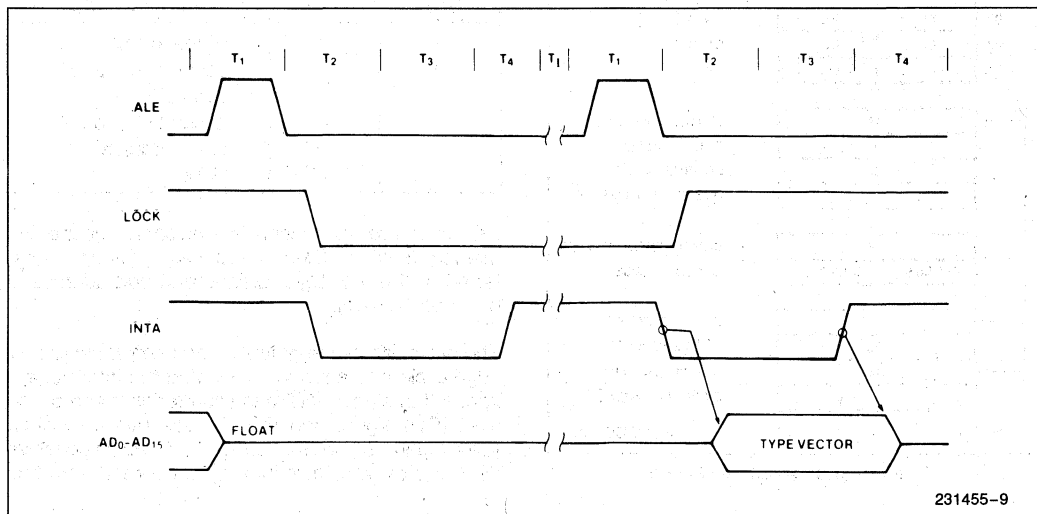 T₁ T₂ T₃ T₄ T₁ T₁ T₂ T₃ T₄
ALE
LOCK
INTA
AD₀-AD₁₅
FLOAT
TYPE VECTOR
231455-9